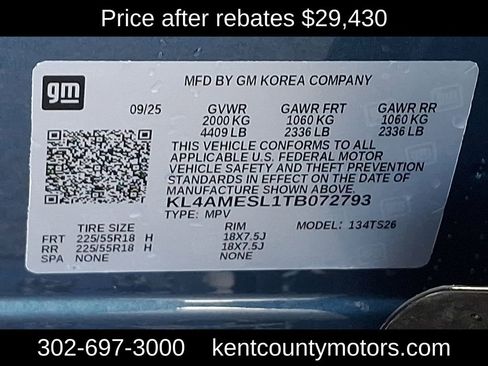 Price after rebates $29,430
gm
MFD BY GM KOREA COMPANY
09/25 GVWR GAWR FRT GAWR RR
2000 KG 1060 KG 1060 KG
4409 LB 2336 LB 2336 LB
THIS VEHICLE CONFORMS TO ALL
APPLICABLE U.S. FEDERAL MOTOR
VEHICLE SAFETY AND THEFT PREVENTION
STANDARDS IN EFFECT ON THE DATE OF
MANUFACTURE SHOWN ABOVE.
KL4AMESL1TB072793
TYPE: MPV MODEL: 134TS26
TIRE SIZE RIM
FRT 225/55R18 H 18X7.5J
RR 225/55R18 H 18X7.5J
SPA NONE NONE
302-697-3000 kentcountymotors.com